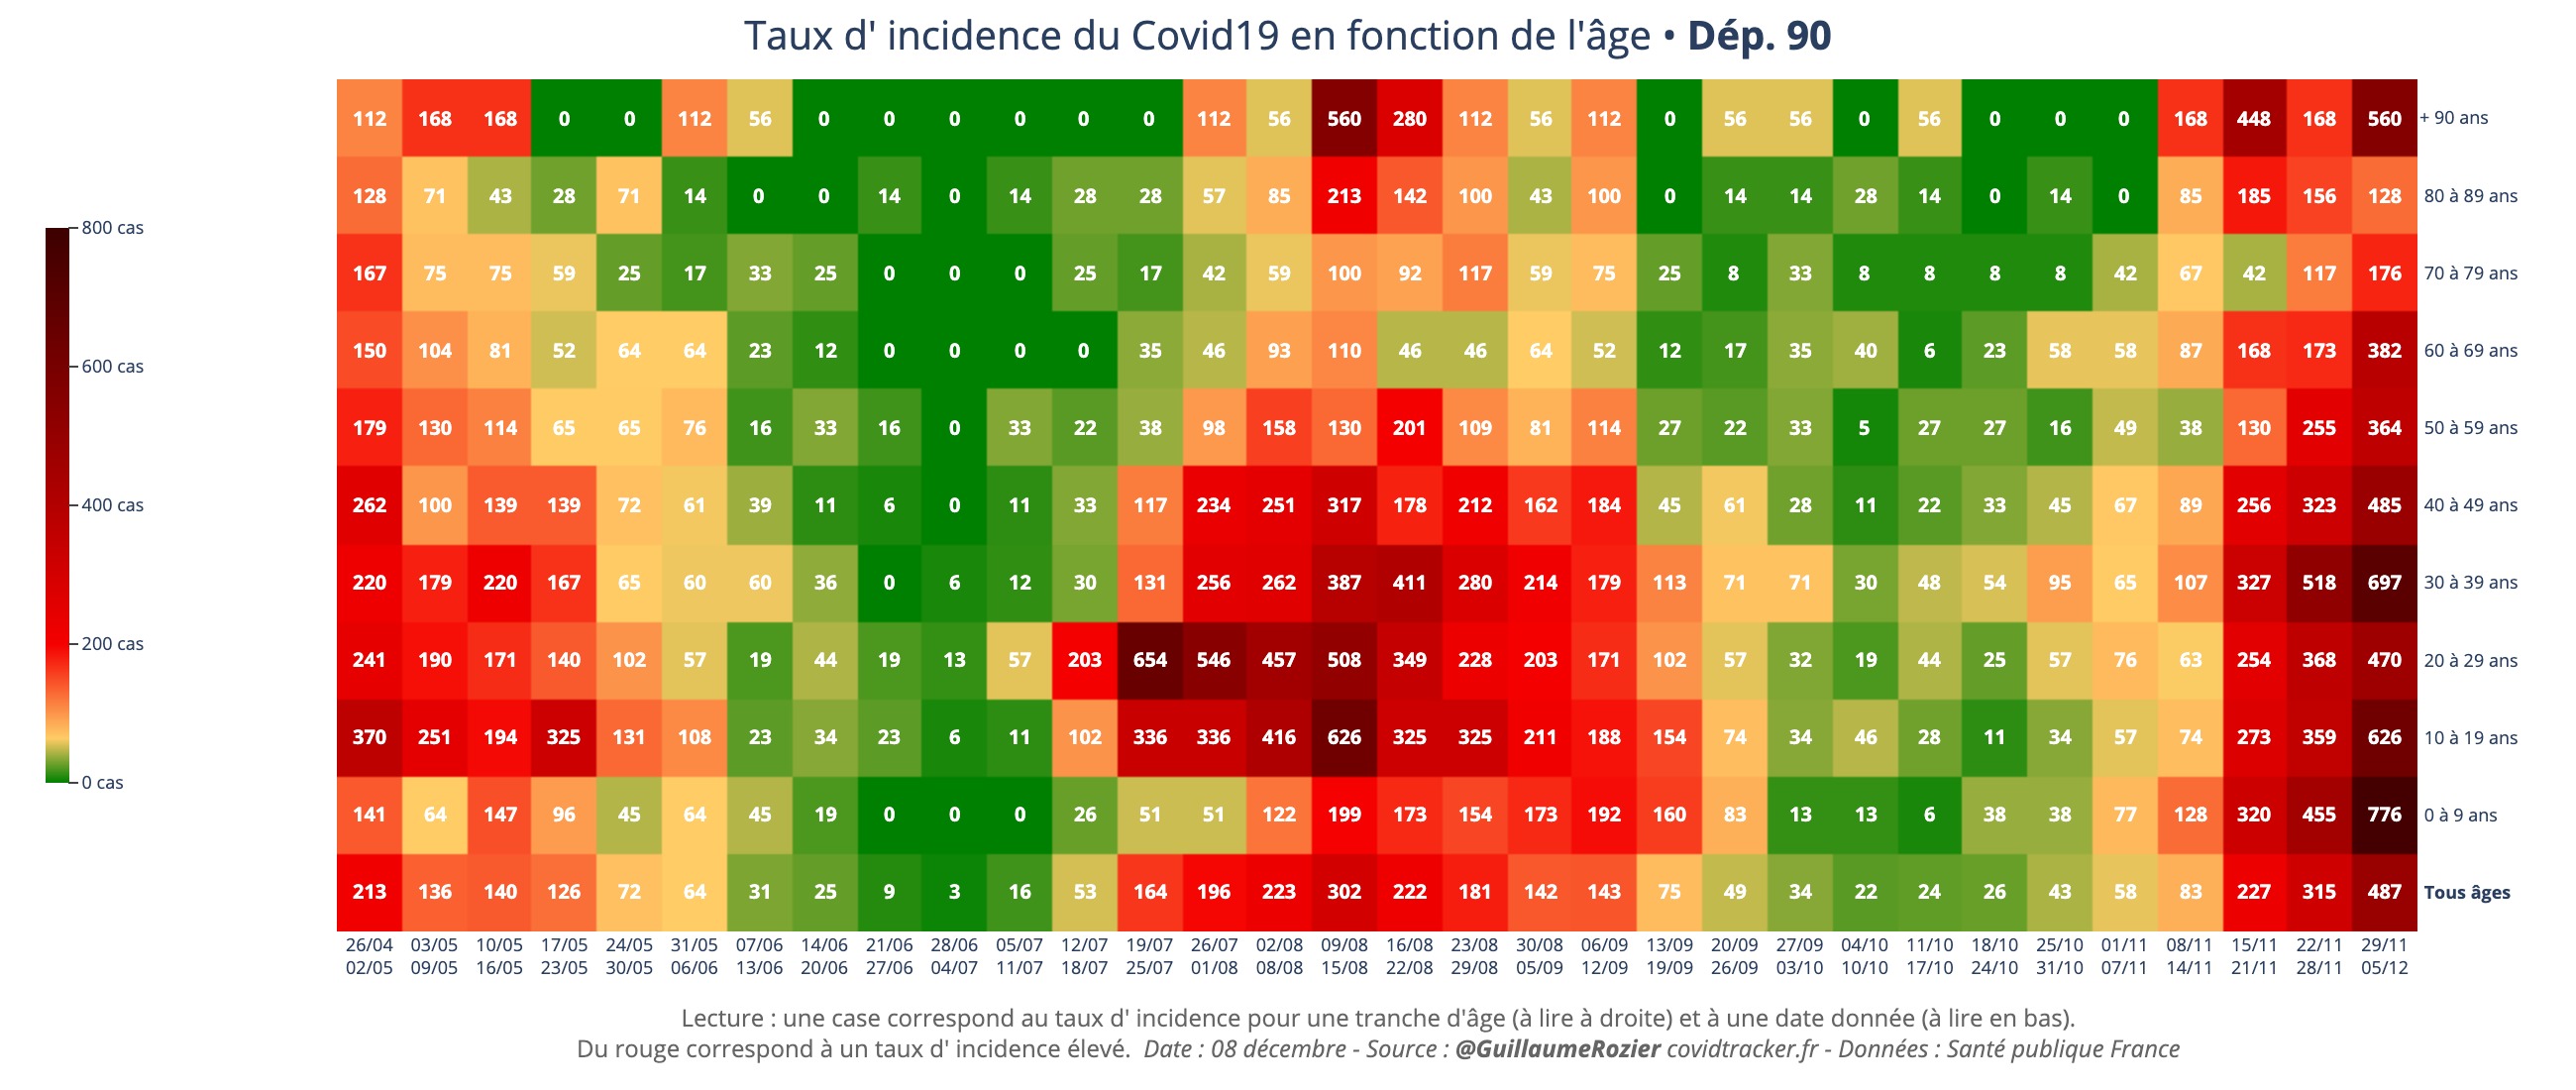 Taux d' incidence du Covid19 en fonction de l'âge • Dép. 90
112 168 168 0 0 112 56 0 0 0 0 0 0 112 56 560 280 112 56 112 0 56 56 0 56 0 0 0 168 448 168 560 + 90 ans
128 71 43 28 71 14 0 0 14 0 14 28 28 57 85 213 142 100 43 100 0 14 14 28 14 0 14 0 85 185 156 128 80 à 89 ans
800 cas
167 75 75 59 25 17 33 25 0 0 0 25 17 42 59 100 92 117 59 75 25 8 33 8 8 8 8 42 67 42 117 176 70 à 79 ans
150 104 81 52 64 64 23 12 0 0 0 0 35 46 93 110 46 46 64 52 12 17 35 40 6 23 58 58 87 168 173 382 60 à 69 ans
600 cas
179 130 114 65 65 76 16 33 16 0 33 22 38 98 158 130 201 109 81 114 27 22 33 5 27 27 16 49 38 130 255 364 50 à 59 ans
400 cas
262 100 139 139 72 61 39 11 6 0 11 33 117 234 251 317 178 212 162 184 45 61 28 11 22 33 45 67 89 256 323 485 40 à 49 ans
220 179 220 167 65 60 60 36 0 6 12 30 131 256 262 387 411 280 214 179 113 71 71 30 48 54 95 65 107 327 518 697 30 à 39 ans
200 cas
241 190 171 140 102 57 19 44 19 13 57 203 654 546 457 508 349 228 203 171 102 57 32 19 44 25 57 76 63 254 368 470 20 à 29 ans
370 251 194 325 131 108 23 34 23 6 11 102 336 336 416 626 325 325 211 188 154 74 34 46 28 11 34 57 74 273 359 626 10 à 19 ans
0 cas
141 64 147 96 45 64 45 19 0 0 0 26 51 51 122 199 173 154 173 192 160 83 13 13 6 38 38 77 128 320 455 776 0 à 9 ans
213 136 140 126 72 64 31 25 9 3 16 53 164 196 223 302 222 181 142 143 75 49 34 22 24 26 43 58 83 227 315 487 Tous âges
26/04 03/05 10/05 17/05 24/05 31/05 07/06 14/06 21/06 28/06 05/07 12/07 19/07 26/07 02/08 09/08 16/08 23/08 30/08 06/09 13/09 20/09 27/09 04/10 11/10 18/10 25/10 01/11 08/11 15/11 22/11 29/11
02/05 09/05 16/05 23/05 30/05 06/06 13/06 20/06 27/06 04/07 11/07 18/07 25/07 01/08 08/08 15/08 22/08 29/08 05/09 12/09 19/09 26/09 03/10 10/10 17/10 24/10 31/10 07/11 14/11 21/11 28/11 05/12
Lecture : une case correspond au taux d' incidence pour une tranche d'âge (à lire à droite) et à une date donnée (à lire en bas).
Du rouge correspond à un taux d' incidence élevé. Date : 08 décembre - Source : @GuillaumeRozier covidtracker.fr - Données : Santé publique France